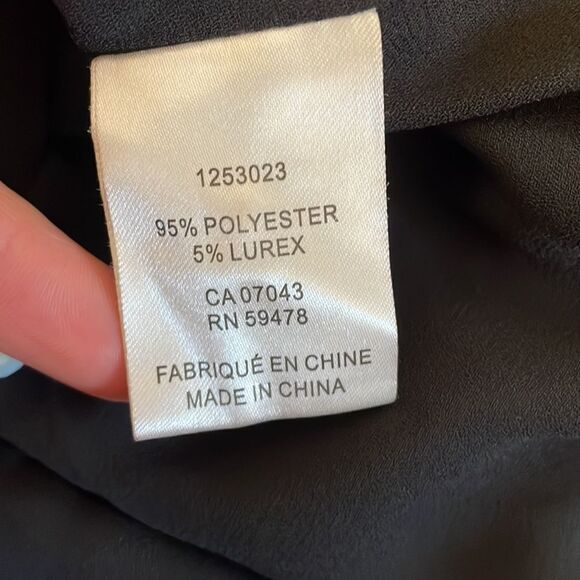 1253023
95% POLYESTER
5% LUREX
CA 07043
RN 59478
FABRIQUÉ EN CHINE
MADE IN CHINA